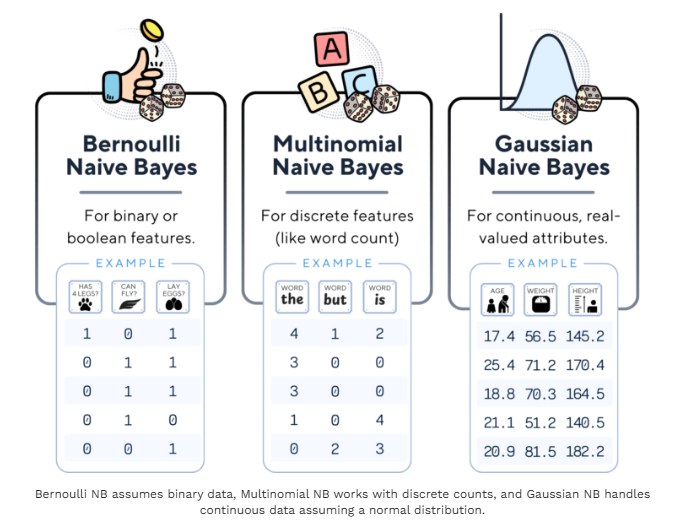 A
B
C
Bernoulli
Naive Bayes
For binary or
boolean features.
EXAMPLE
HAS
4 LEGS?
CAN
FLY?
LAY
EGGS?
1 0 1
0 1 1
0 1 1
0 1 0
0 0 1
Multinomial
Naive Bayes
For discrete features
(like word count)
EXAMPLE
WORD
the
WORD
but
WORD
is
4 1 2
3 0 0
3 0 0
1 0 4
0 2 3
Gaussian
Naive Bayes
For continuous, real-
valued attributes.
EXAMPLE
AGE
WEIGHT
HEIGHT
17.4 56.5 145.2
25.4 71.2 170.4
18.8 70.3 164.5
21.1 51.2 140.5
20.9 81.5 182.2
Bernoulli NB assumes binary data, Multinomial NB works with discrete counts, and Gaussian NB handles
continuous data assuming a normal distribution.